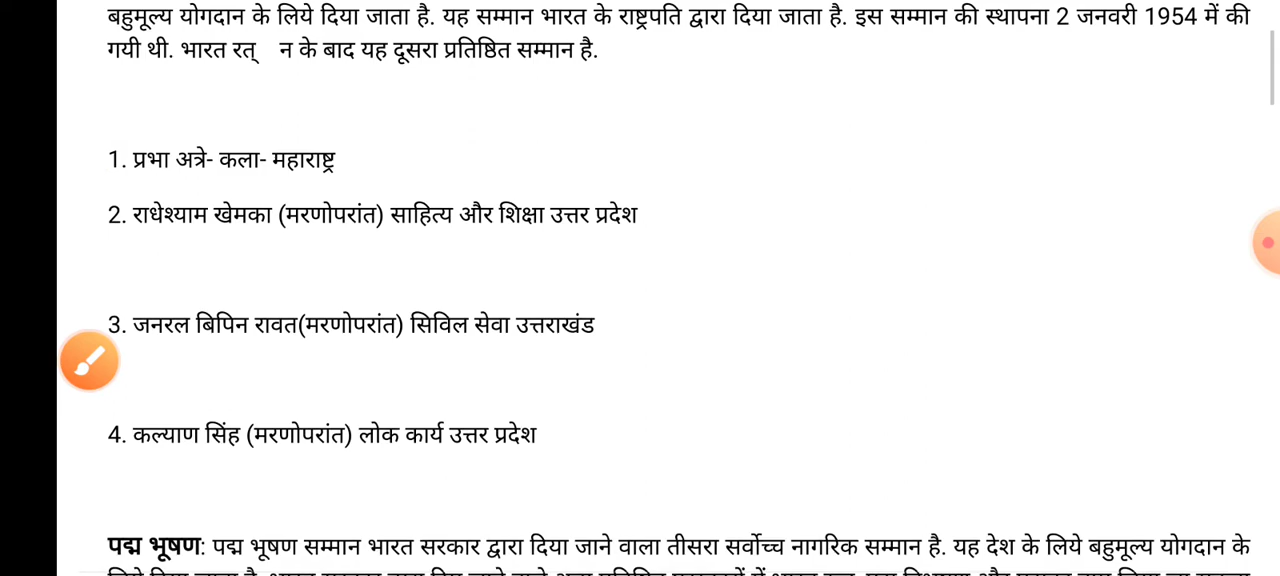 बहुमूल्य योगदान के लिये दिया जाता है. यह सम्मान भारत के राष्ट्रपति द्वारा दिया जाता है. इस सम्मान की स्थापना 2 जनवरी 1954 में की
गयी थी. भारत रत् न के बाद यह दूसरा प्रतिष्ठित सम्मान है.
1. प्रभा अत्रे- कला- महाराष्ट्र
2. राधेश्याम खेमका (मरणोपरांत) साहित्य और शिक्षा उत्तर प्रदेश
3. जनरल बिपिन रावत(मरणोपरांत) सिविल सेवा उत्तराखंड
4. कल्याण सिंह (मरणोपरांत) लोक कार्य उत्तर प्रदेश
पद्म भूषण: पद्म भूषण सम्मान भारत सरकार द्वारा दिया जाने वाला तीसरा सर्वोच्च नागरिक सम्मान है. यह देश के लिये बहुमूल्य योगदान के